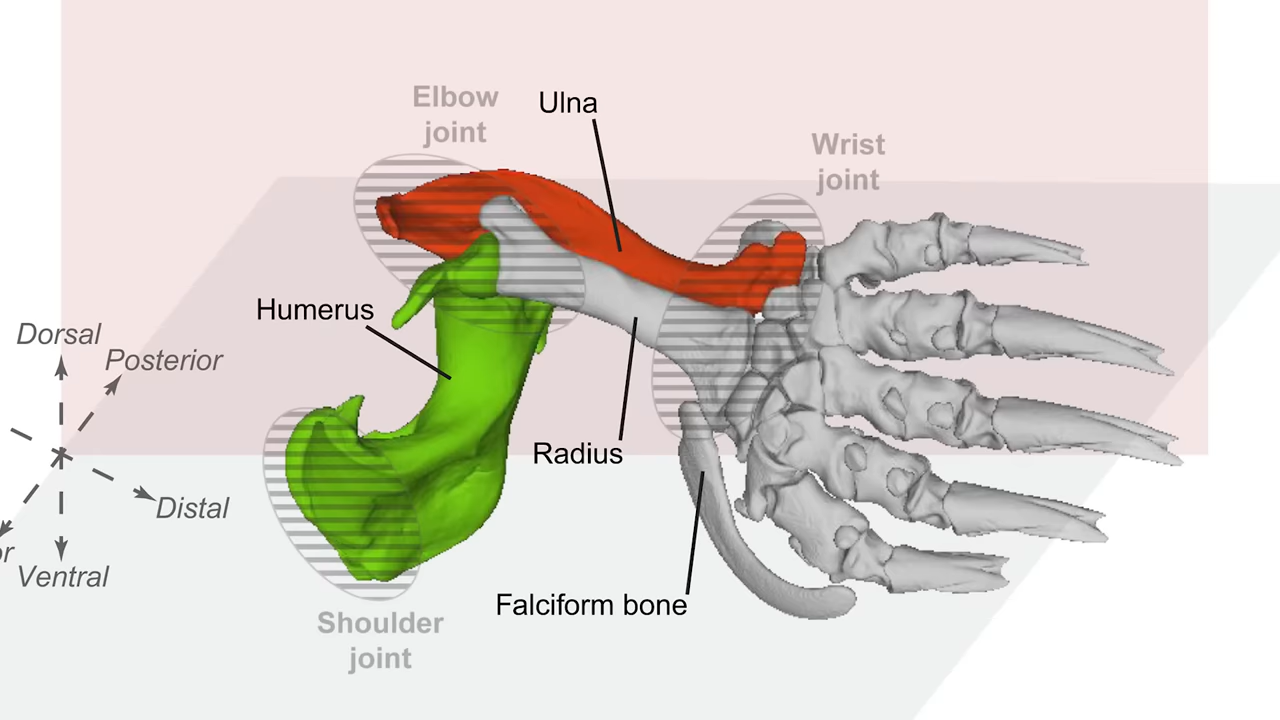 Elbow
joint
Ulna
Wrist
joint
Humerus
Dorsal
Posterior
Radius
Distal
Ventral
Falciform bone
Shoulder
joint